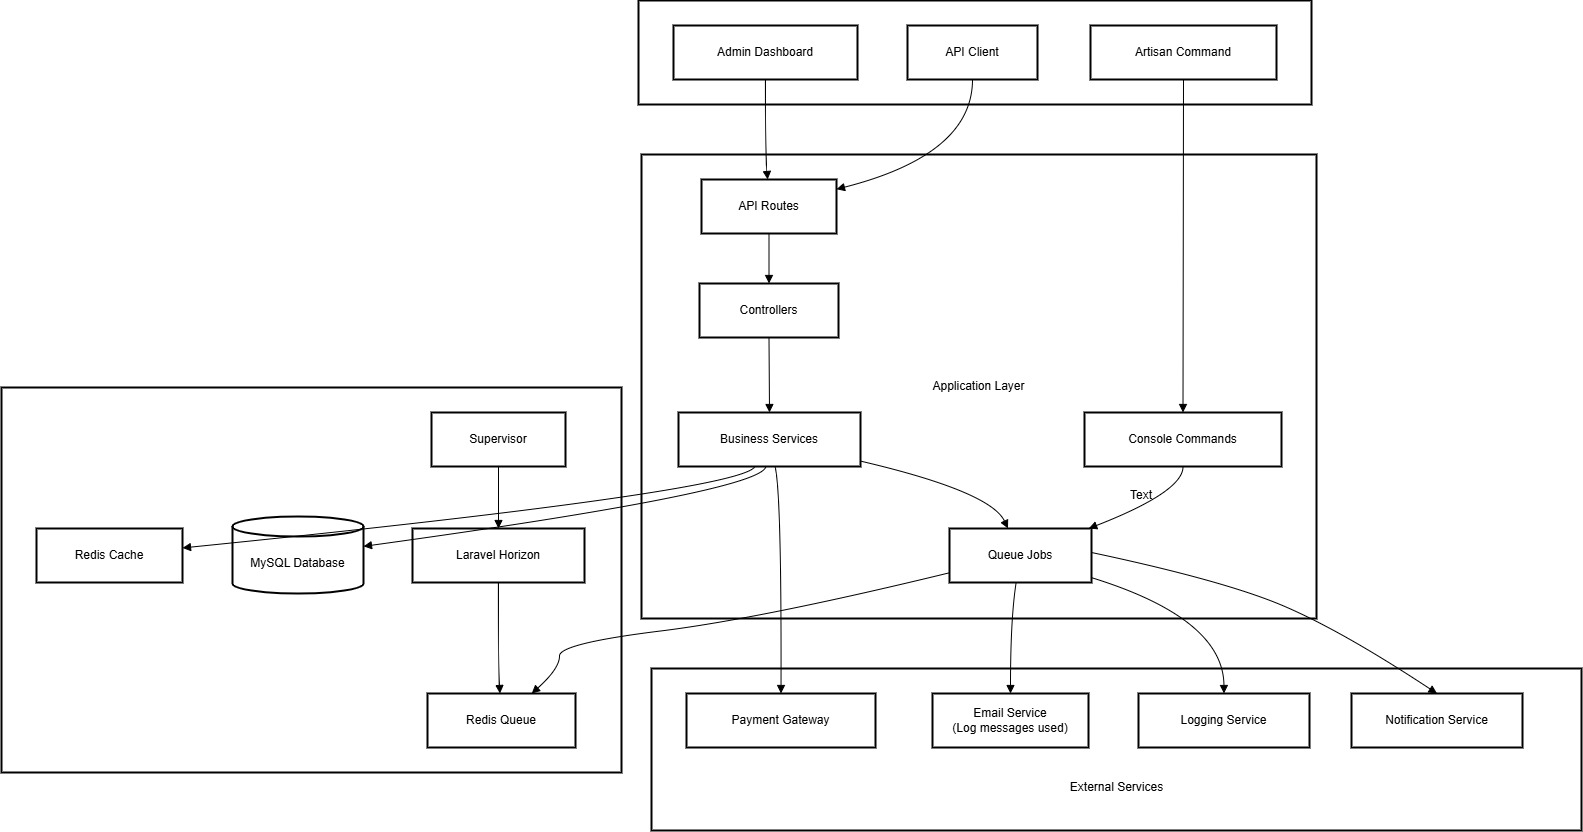 Admin Dashboard
API Client
Artisan Command
API Routes
Controllers
Application Layer
Supervisor
Business Services
Console Commands
Text
Redis Cache
MySQL Database
Laravel Horizon
Queue Jobs
Redis Queue
Payment Gateway
Email Service
(Log messages used)
Logging Service
Notification Service
External Services